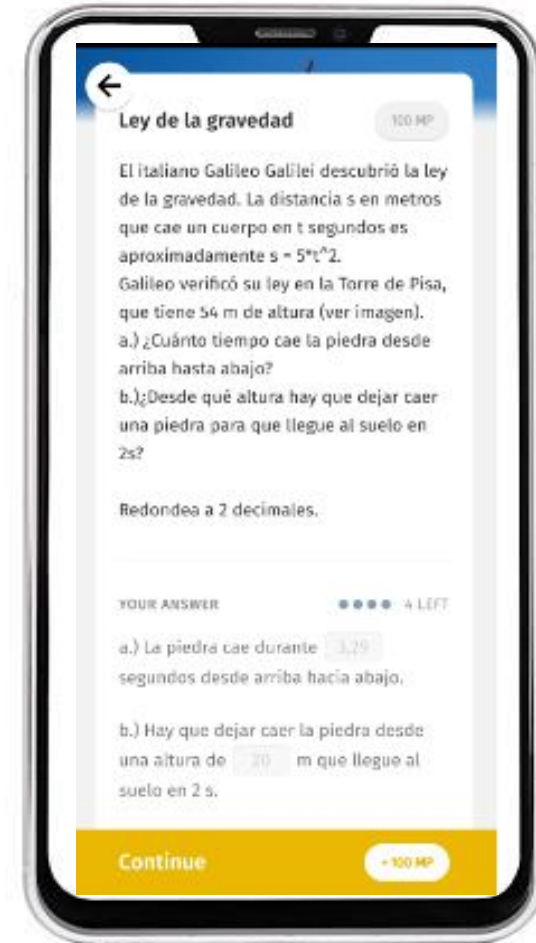 Ley de la gravedad
100 MP
El italiano Galileo Galilei descubrió la ley
de la gravedad. La distancia s en metros
que cae un cuerpo en t segundos es
aproximadamente s = 5*t^2.
Galileo verificó su ley en la Torre de Pisa,
que tiene 54 m de altura (ver imagen).
a.) ¿Cuánto tiempo cae la piedra desde
arriba hasta abajo?
b.)¿Desde qué altura hay que dejar caer
una piedra para que llegue al suelo en
2s?
Redondea a 2 decimales.
YOUR ANSWER
4 LEFT
a.) La piedra cae durante 3,29
segundos desde arriba hacia abajo.
b.) Hay que dejar caer la piedra desde
una altura de 20 m que llegue al
suelo en 2 s.
Continue
+100 MP